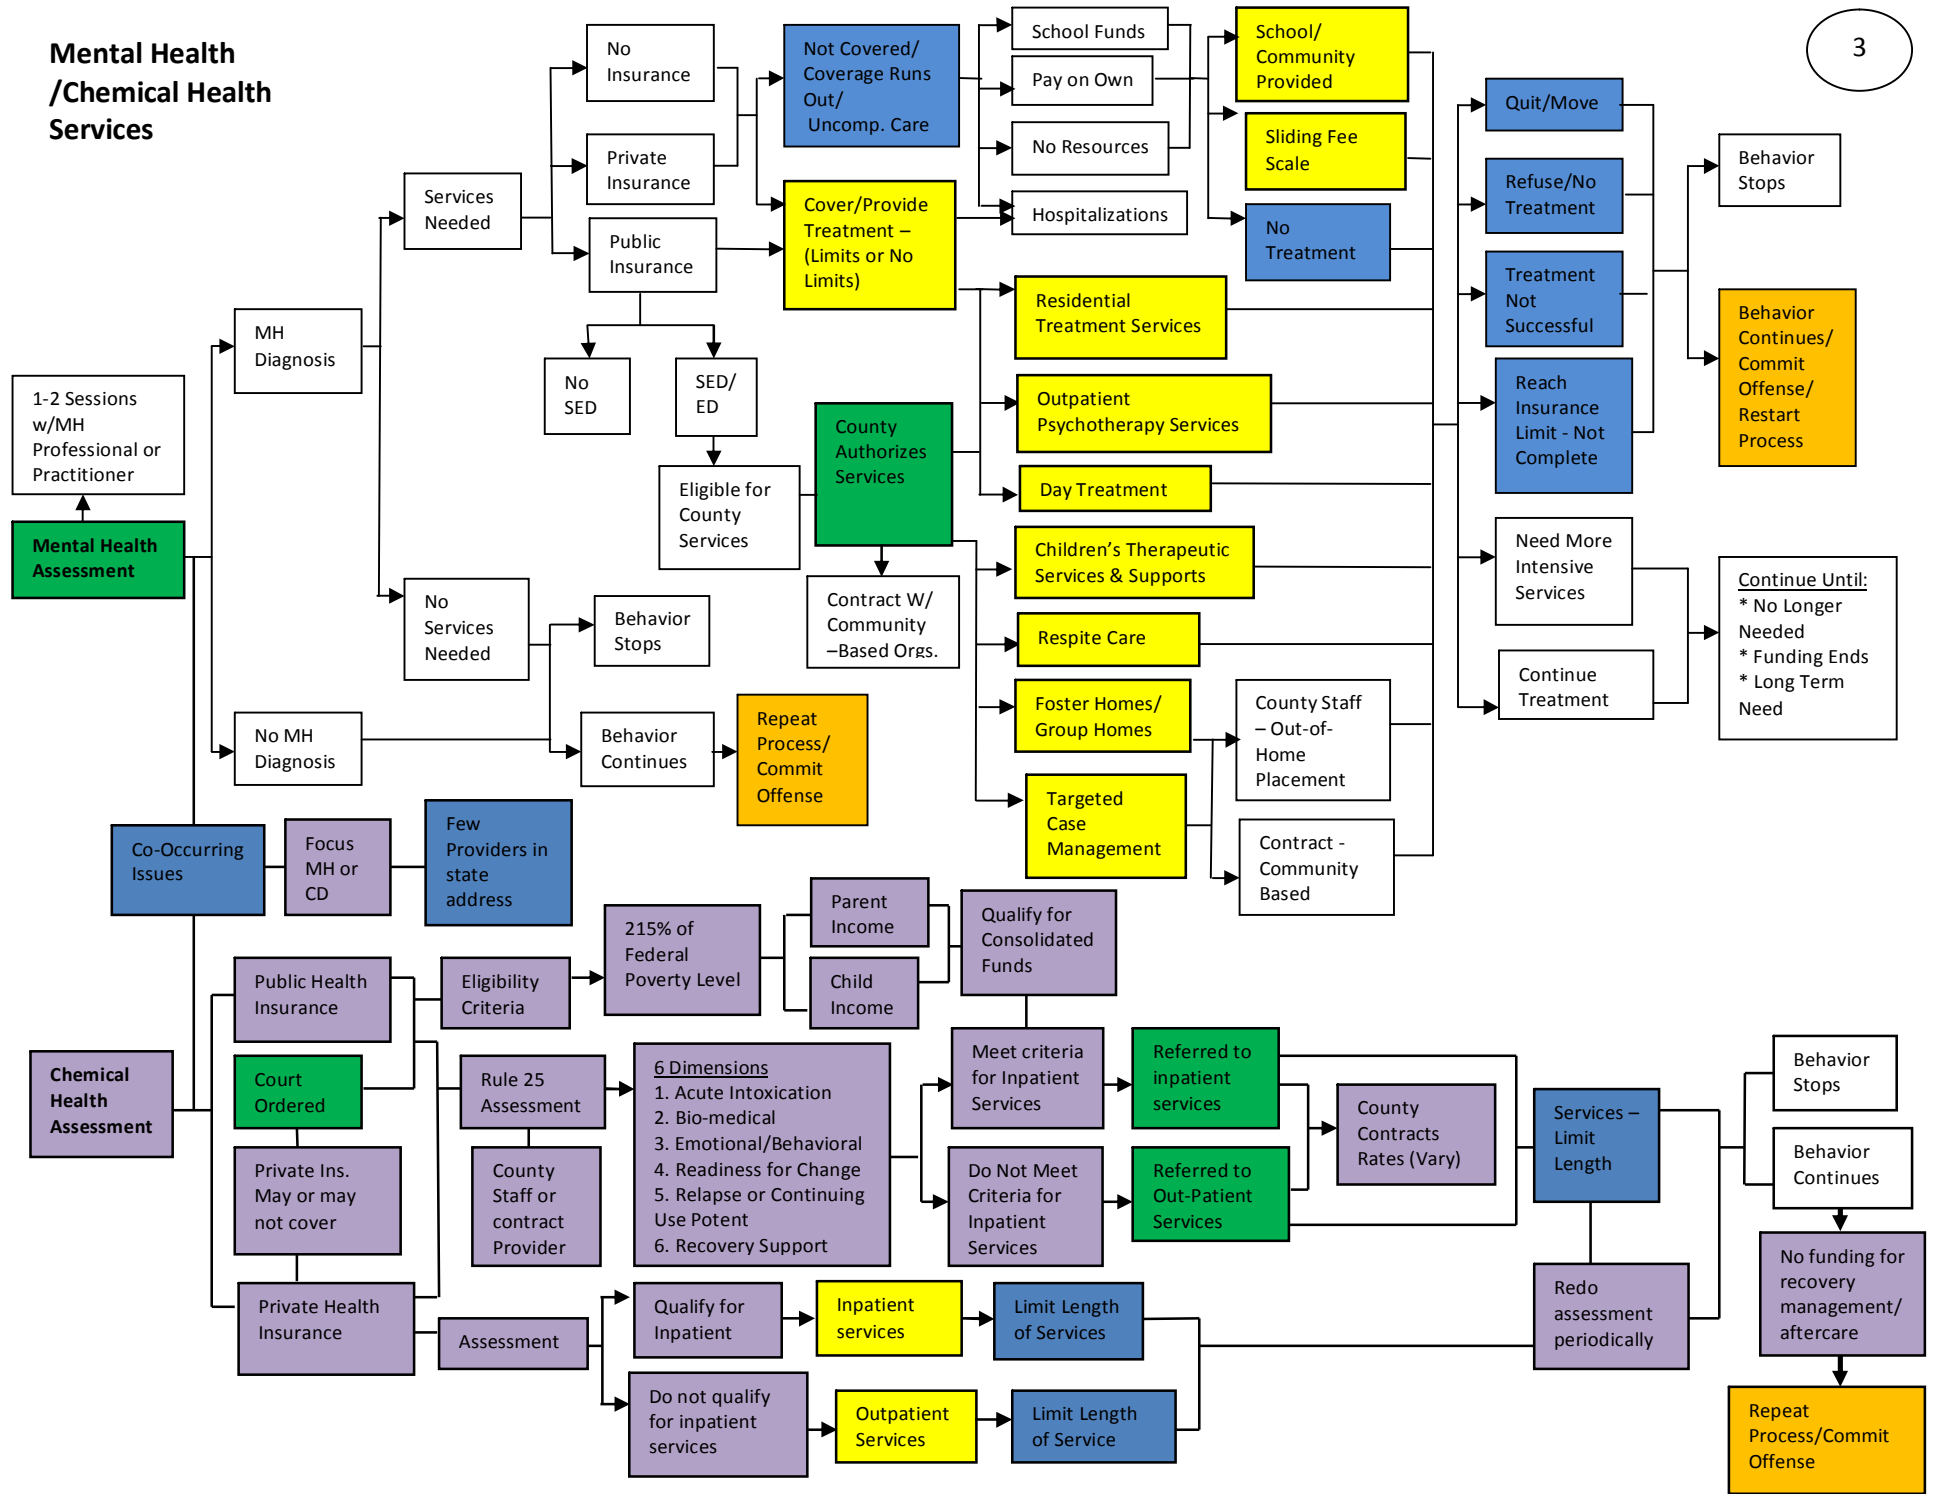 Mental Health
/Chemical Health
Services
3
No
Insurance
Private
Insurance
Public
Insurance
Services
Needed
Not Covered/
Coverage Runs
Out/
Uncomp. Care
Cover/Provide
Treatment –
(Limits or No
Limits)
School Funds
Pay on Own
No Resources
Hospitalizations
School/
Community
Provided
Sliding Fee
Scale
No
Treatment
Quit/Move
Refuse/No
Treatment
Treatment
Not
Successful
Reach
Insurance
Limit - Not
Complete
Behavior
Stops
Behavior
Continues/
Commit
Offense/
Restart
Process
MH
Diagnosis
No
SED
SED/
ED
1-2 Sessions
w/MH
Professional or
Practitioner
Mental Health
Assessment
Eligible for
County
Services
County
Authorizes
Services
Contract W/
Community
–Based Orgs.
Residential
Treatment Services
Outpatient
Psychotherapy Services
Day Treatment
Children's Therapeutic
Services & Supports
Respite Care
Foster Homes/
Group Homes
Targeted
Case
Management
County Staff
– Out-of-
Home
Placement
Contract -
Community
Based
Need More
Intensive
Services
Continue
Treatment
Continue Until:
* No Longer
Needed
* Funding Ends
* Long Term
Need
No
Services
Needed
No MH
Diagnosis
Behavior
Stops
Behavior
Continues
Repeat
Process/
Commit
Offense
Co-Occurring
Issues
Focus
MH or
CD
Few
Providers in
state
address
Chemical
Health
Assessment
Public Health
Insurance
Court
Ordered
Private Ins.
May or may
not cover
Private Health
Insurance
Eligibility
Criteria
215% of
Federal
Poverty Level
Parent
Income
Child
Income
Qualify for
Consolidated
Funds
Rule 25
Assessment
County
Staff or
contract
Provider
6 Dimensions
1. Acute Intoxication
2. Bio-medical
3. Emotional/Behavioral
4. Readiness for Change
5. Relapse or Continuing
Use Potent
6. Recovery Support
Meet criteria
for Inpatient
Services
Do Not Meet
Criteria for
Inpatient
Services
Referred to
inpatient
services
Referred to
Out-Patient
Services
County
Contracts
Rates (Vary)
Services –
Limit
Length
Redo
assessment
periodically
Behavior
Stops
Behavior
Continues
No funding for
recovery
management/
aftercare
Repeat
Process/Commit
Offense
Assessment
Qualify for
Inpatient
Inpatient
services
Limit Length
of Services
Do not qualify
for inpatient
services
Outpatient
Services
Limit Length
of Service